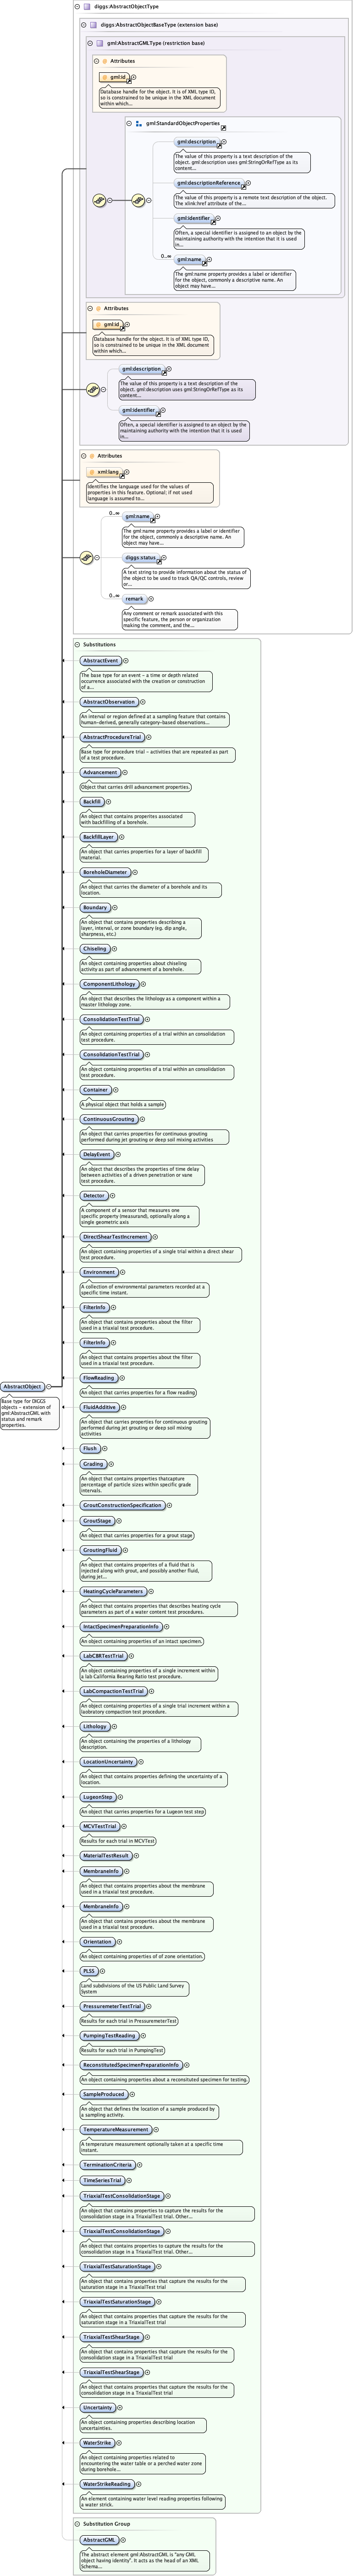 diggs:AbstractObjectType
diggs:AbstractObjectBaseType (extension base)
gml:AbstractGMLType (restriction base)
Attributes
gml:id
Database handle for the object. It is of XML type ID,
so is constrained to be unique in the XML document
within which...
gml:StandardObjectProperties
gml:description
The value of this property is a text description of the
object. gml:description uses gml:StringOrRefType as its
content...
gml:descriptionReference
The value of this property is a remote text description of the object.
The xlink:href attribute of the...
gml:identifier
Often, a special identifier is assigned to an object by the
maintaining authority with the intention that it is used
in...
0..∞
gml:name
The gml:name property provides a label or identifier
for the object, commonly a descriptive name. An
object may have...
Attributes
gml:id
Database handle for the object. It is of XML type ID,
so is constrained to be unique in the XML document
within which...
gml:description
The value of this property is a text description of the
object. gml:description uses gml:StringOrRefType as its
content...
gml:identifier
Often, a special identifier is assigned to an object by the
maintaining authority with the intention that it is used
in...
Attributes
xml:lang
Identifies the language used for the values of
properties in this feature. Optional; if not used
language is assumed to...
0..∞
gml:name
The gml:name property provides a label or identifier
for the object, commonly a descriptive name. An
object may have...
diggs:status
A text string to provide information about the status
of the object to be used to track QA/QC controls,
review or...
0..∞
remark
Any comment or remark associated with this
specific feature, the person or organization
making the comment, and the...
Substitutions
AbstractEvent
The base type for an event – a time or depth related
occurrence associated with the creation or construction
of a...
AbstractObservation
An internal or region defined at a sampling feature that contains
human-derived, generally category-based observations...
AbstractProcedureTrial
Base type for procedure trial – activities that are repeated as part
of a test procedure.
Advancement
Object that carries drill advancement properties.
Backfill
An object that contains properties associated
with backfilling of a borehole.
BackfillLayer
An object that carries properties for a layer of backfill
material.
BoreholeDiameter
An object that carries the diameter of a borehole and its
location.
Boundary
An object that contains properties describing a
layer, interval, or zone boundary (eg. dip angle,
sharpness, etc.)
Chiseling
An object containing properties about chiseling
activity as part of advancement of a borehole.
ComponentLithology
An object that describes the lithology as a component within a
master lithology zone.
ConsolidationTestTrial
An object containing properties of a trial within an consolidation
test procedure.
ConsolidationTestTrial
An object containing properties of a trial within an consolidation
test procedure.
Container
A physical object that holds a sample
ContinuousGrouting
An object that carries properties for continuous grouting
performed during jet grouting or deep soil mixing activities
DelayEvent
An object that describes the properties of time delay
between activities of a driven penetration or vane
test procedure.
Detector
A component of a sensor that measures one
specific property (measurand), optionally along a
single geometric axis
DirectShearTestIncrement
An object containing properties of a single trial within a direct shear
test procedure.
Environment
A collection of environmental parameters recorded at a
specific time instant.
FilterInfo
An object that contains properties about the filter
used in a triaxial test procedure.
FilterInfo
An object that contains properties about the filter
used in a triaxial test procedure.
AbstractObject
Base type for DIGGS
objects – extension of
gml:AbstractGML with
status and remark
properties.
FlowReading
An object that carries properties for a flow reading
FluidAdditive
An object that carries properties for continuous grouting
performed during jet grouting or deep soil mixing
activities
Flush
Grading
An object that contains properties thatcapture
percentage of particle sizes within specific grade
intervals.
GroutConstructionSpecification
GroutStage
An object that carries properties for a grout stage
GroutingFluid
An object that contains properties of a fluid that is
injected along with grout, and possibly another fluid,
during jet...
HeatingCycleParameters
An object that contains properties that describes heating cycle
parameters as part of a water content test procedures.
IntactSpecimenPreparationInfo
An object containing properties of an intact specimen.
LabCBRTestTrial
An object containing properties of a single increment within
a lab California Bearing Ratio test procedure.
LabCompactionTestTrial
An object containing properties of a single trial increment within a
laobratory compaction test procedure.
Lithology
An object containing the properties of a lithology
description.
LocationUncertainty
An object that contains properties defining the uncertainty of a
location.
LugeonStep
An object that carries properties for a Lugeon test step
MCVTestTrial
Results for each trial in MCVTest
MaterialTestResult
MembraneInfo
An object that contains properties about the membrane
used in a triaxial test procedure.
MembraneInfo
An object that contains properties about the membrane
used in a triaxial test procedure.
Orientation
An object containing properties of of zone orientation.
PLSS
Land subdivisions of the US Public Land Survey
System
PressuremeterTestTrial
Results for each trial in PressuremeterTest
PumpingTestReading
Results for each trial in PumpingText
ReconstitutedSpecimenPreparationInfo
An object containing properties about a reconstituted specimen for testing.
SampleProduced
An object that defines the location of a sample produced by
a sampling activity.
TemperatureMeasurement
A temperature measurement optionally taken at a specific time
instant.
TerminationCriteria
TimeSeriesTrial
TriaxialTestConsolidationStage
An object that contains properties to capture the results for the
consolidation stage in a TriaxialTest trial. Other...
TriaxialTestConsolidationStage
An object that contains properties to capture the results for the
consolidation stage in a TriaxialTest trial. Other...
TriaxialTestSaturationStage
An object that contains properties that capture the results for the
saturation stage in a TriaxialTest trial
TriaxialTestSaturationStage
An object that contains properties that capture the results for the
saturation stage in a TriaxialTest trial
TriaxialTestShearStage
An object that contains properties that capture the results for the
consolidation stage in a TriaxialTest trial
TriaxialTestShearStage
An object that contains properties that capture the results for the
consolidation stage in a TriaxialTest trial
Uncertainty
An object containing properties describing location
uncertainties.
WaterStrike
An object containing properties related to
encountering the water table or a perched water zone
during borehole...
WaterStrikeReading
An element containing water level reading properties following
a water strick.
Substitution Group
AbstractGML
The abstract element gml:AbstractGML is "any GML
object having identity". It acts as the head of an XML
Schema...